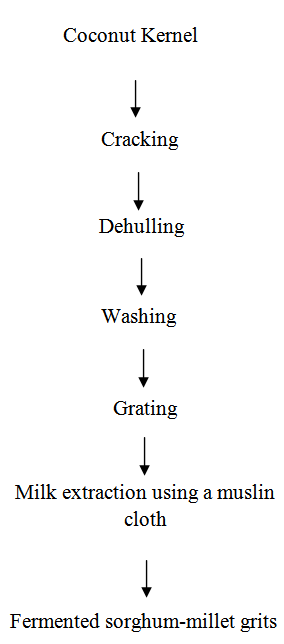 Coconut Kernel
Cracking
Dehulling
Washing
Grating
Milk extraction using a muslin
cloth
Fermented sorghum-millet grits